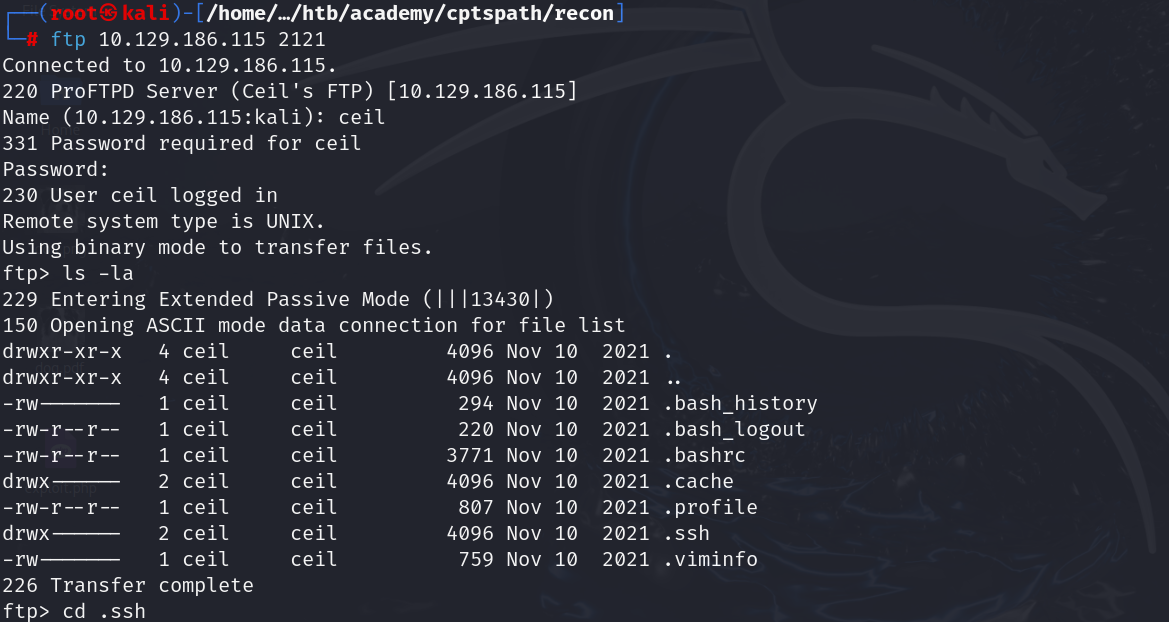 ┌──(root㉿kali)-[/home/…/htb/academy/cptspath/recon]
└─# ftp 10.129.186.115 2121
Connected to 10.129.186.115.
220 ProFTPD Server (Ceil's FTP) [10.129.186.115]
Name (10.129.186.115:kali): ceil
331 Password required for ceil
Password:
230 User ceil logged in
Remote system type is UNIX.
Using binary mode to transfer files.
ftp> ls -la
229 Entering Extended Passive Mode (|||13430|)
150 Opening ASCII mode data connection for file list
drwxr-xr-x   4 ceil     ceil         4096 Nov 10  2021 .
drwxr-xr-x   4 ceil     ceil         4096 Nov 10  2021 ..
-rw-------   1 ceil     ceil          294 Nov 10  2021 .bash_history
-rw-r--r--   1 ceil     ceil          220 Nov 10  2021 .bash_logout
-rw-r--r--   1 ceil     ceil         3771 Nov 10  2021 .bashrc
drwx------   2 ceil     ceil         4096 Nov 10  2021 .cache
-rw-r--r--   1 ceil     ceil          807 Nov 10  2021 .profile
drwx------   2 ceil     ceil         4096 Nov 10  2021 .ssh
-rw-------   1 ceil     ceil          759 Nov 10  2021 .viminfo
226 Transfer complete
ftp> cd .ssh